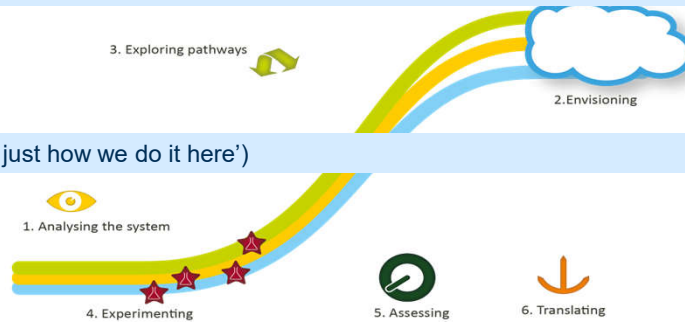 3. Exploring pathways
2.Envisioning
just how we do it here’)
1. Analysing the system
4. Experimenting
5. Assessing
6. Translating